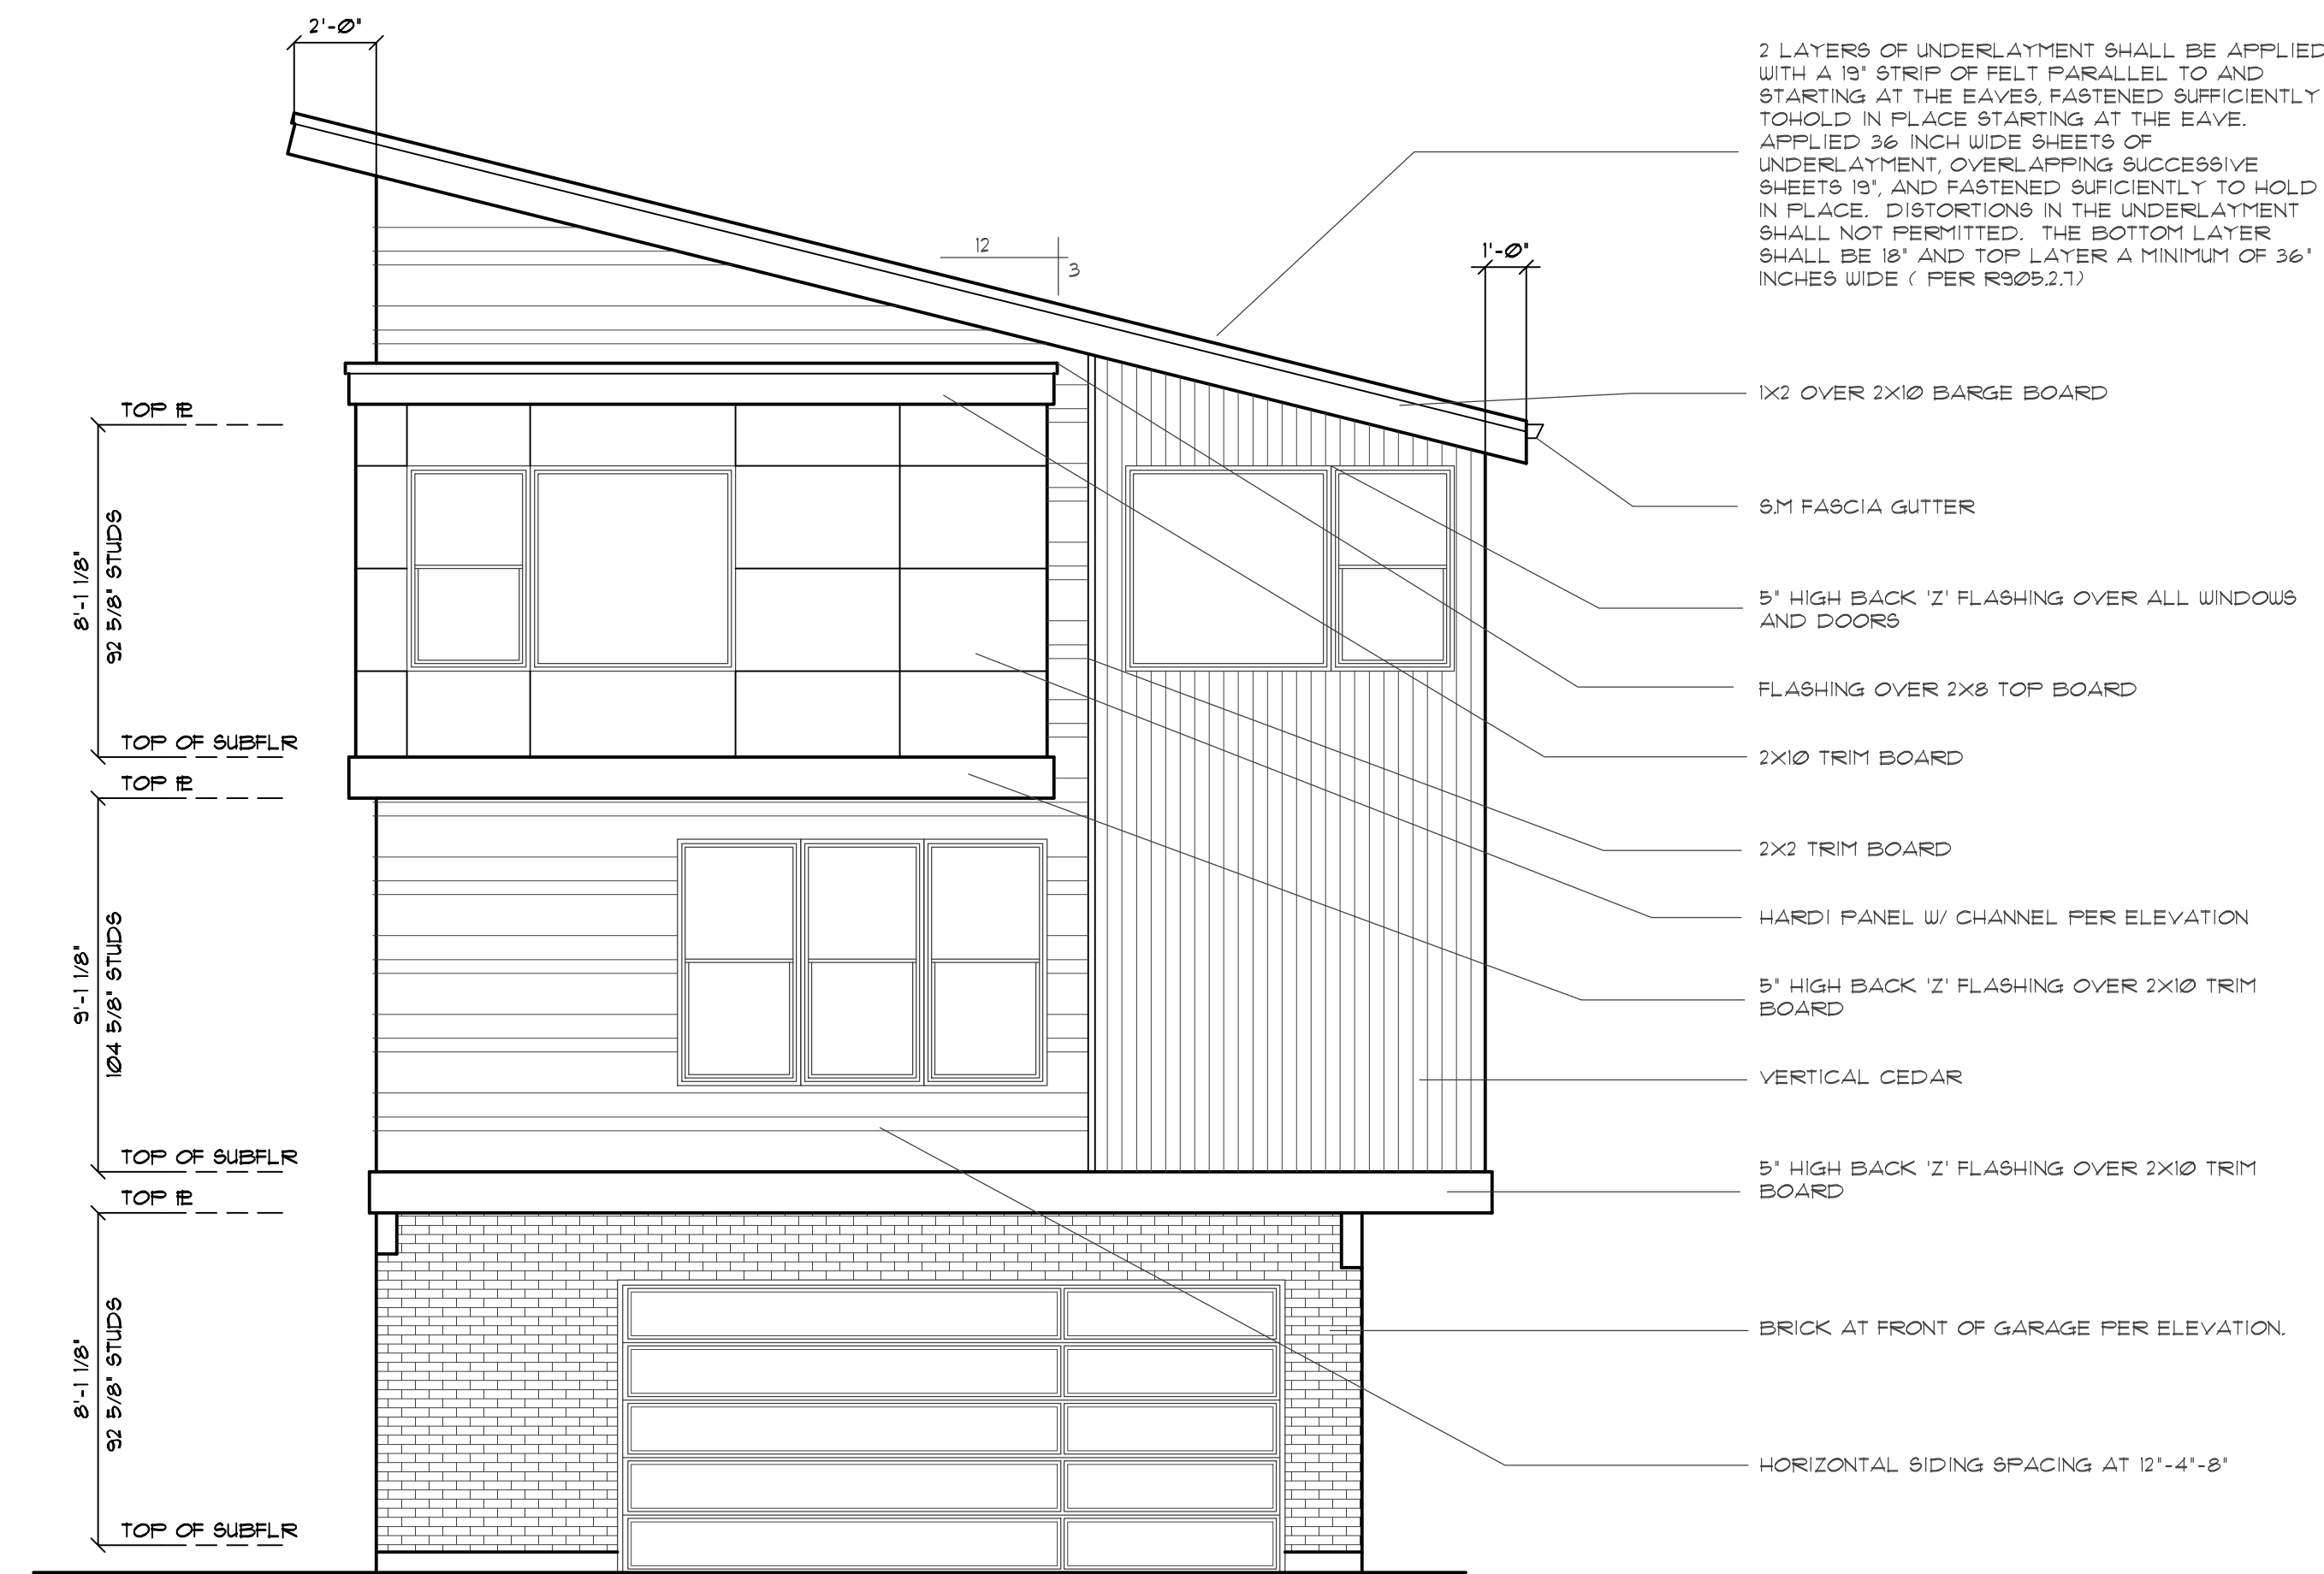 2'-0"
2 LAYERS OF UNDERLAYMENT SHALL BE APPLIED
WITH A 19" STRIP OF FELT PARALLEL TO AND
STARTING AT THE EAVES, FASTENED SUFFICIENTLY
TOHOLD IN PLACE STARTING AT THE EAVE.
APPLIED 36 INCH WIDE SHEETS OF
UNDERLAYMENT, OVERLAPPING SUCCESSIVE
SHEETS 19", AND FASTENED SUFICIENTLY TO HOLD
IN PLACE. DISTORTIONS IN THE UNDERLAYMENT
SHALL NOT PERMITTED. THE BOTTOM LAYER
SHALL BE 18" AND TOP LAYER A MINIMUM OF 36"
INCHES WIDE ( PER R905.2.7)
12
3
1'-0"
1X2 OVER 2X10 BARGE BOARD
S.M FASCIA GUTTER
5" HIGH BACK 'Z' FLASHING OVER ALL WINDOWS
AND DOORS
FLASHING OVER 2X8 TOP BOARD
2X10 TRIM BOARD
2X2 TRIM BOARD
HARDI PANEL W/ CHANNEL PER ELEVATION
5" HIGH BACK 'Z' FLASHING OVER 2X10 TRIM
BOARD
VERTICAL CEDAR
5" HIGH BACK 'Z' FLASHING OVER 2X10 TRIM
BOARD
BRICK AT FRONT OF GARAGE PER ELEVATION.
HORIZONTAL SIDING SPACING AT 12"-4"-8"
TOP PL
8'-1 1/8"
92 5/8" STUDS
TOP OF SUBFLR
TOP PL
9'-1 1/8"
104 5/8" STUDS
TOP OF SUBFLR
TOP PL
8'-1 1/8"
92 5/8" STUDS
TOP OF SUBFLR